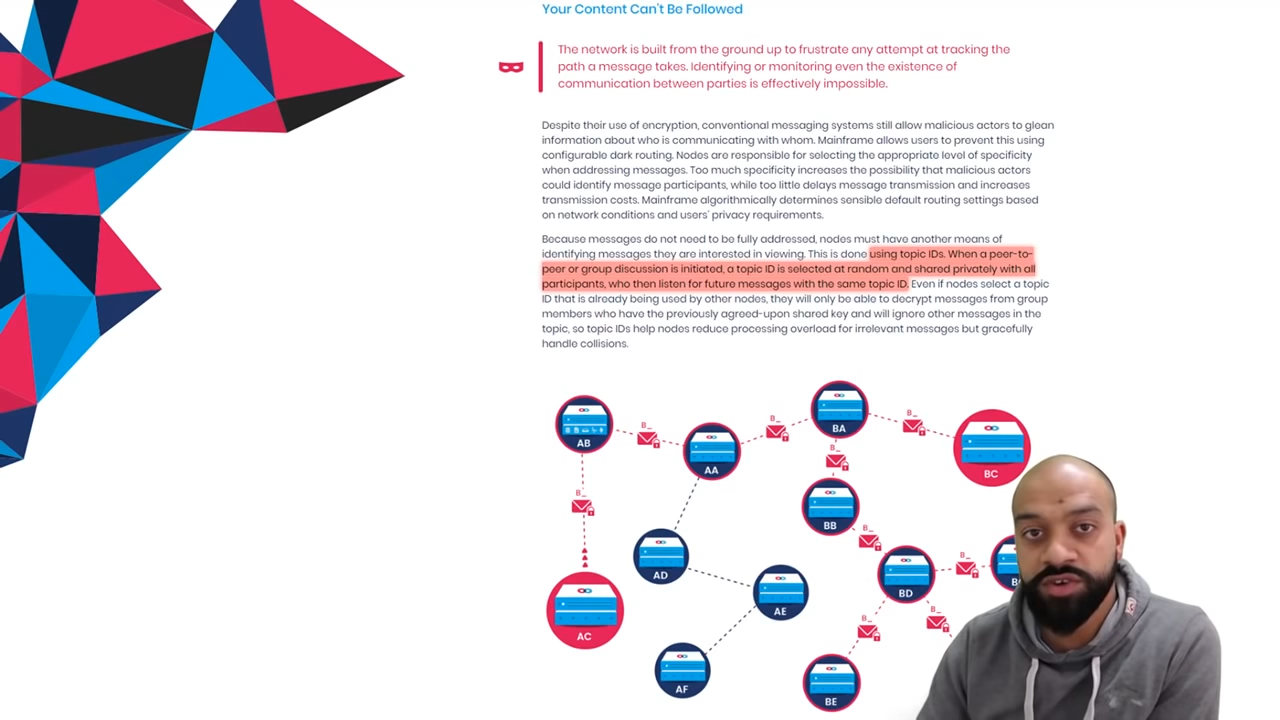 Your Content Can't Be Followed
The network is built from the ground up to frustrate any attempt at tracking the
path a message takes. Identifying or monitoring even the existence of
communication between parties is effectively impossible.
Despite their use of encryption, conventional messaging systems still allow malicious actors to glean
information about who is communicating with whom. Mainframe allows users to prevent this using
configurable dark routing. Nodes are responsible for selecting the appropriate level of specificity
when addressing messages. Too much specificity increases the possibility that malicious actors
could identify message participants, while too little delays message transmission and increases
transmission costs. Mainframe algorithmically determines sensible default routing settings based
on network conditions and users' privacy requirements.
Because messages do not need to be fully addressed, nodes must have another means of
identifying messages they are interested in viewing. This is done using topic IDs. When a peer-to-
peer or group discussion is initiated, a topic ID is selected at random and shared privately with all
participants, who then listen for future messages with the same topic ID. Even if nodes select a topic
ID that is already being used by other nodes, they will only be able to decrypt messages from group
members who have the previously agreed-upon shared key and will ignore other messages in the
topic, so topic IDs help nodes reduce processing overload for irrelevant messages but gracefully
handle collisions.
B_
B_
B_
AB
BA
AA
BC
B_
B_
BB
B_
B_
AD
BD
AE
AC
B_
B_
AF
BE